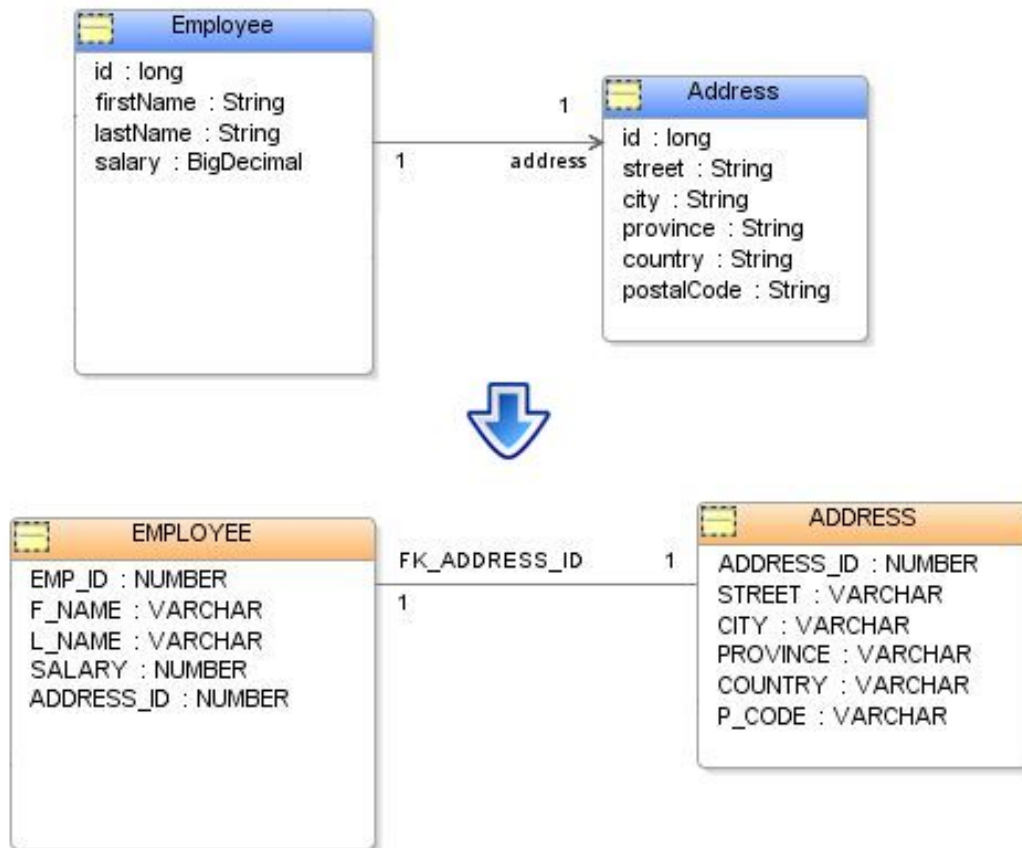 Employee
id : long
firstName : String
lastName : String
salary : BigDecimal
1
1
address
Address
id : long
street : String
city : String
province : String
country : String
postalCode : String
EMPLOYEE
EMP_ID : NUMBER
F_NAME : VARCHAR
L_NAME : VARCHAR
SALARY : NUMBER
ADDRESS_ID : NUMBER
FK_ADDRESS_ID
1
1
ADDRESS
ADDRESS_ID : NUMBER
STREET : VARCHAR
CITY : VARCHAR
PROVINCE : VARCHAR
COUNTRY : VARCHAR
P_CODE : VARCHAR